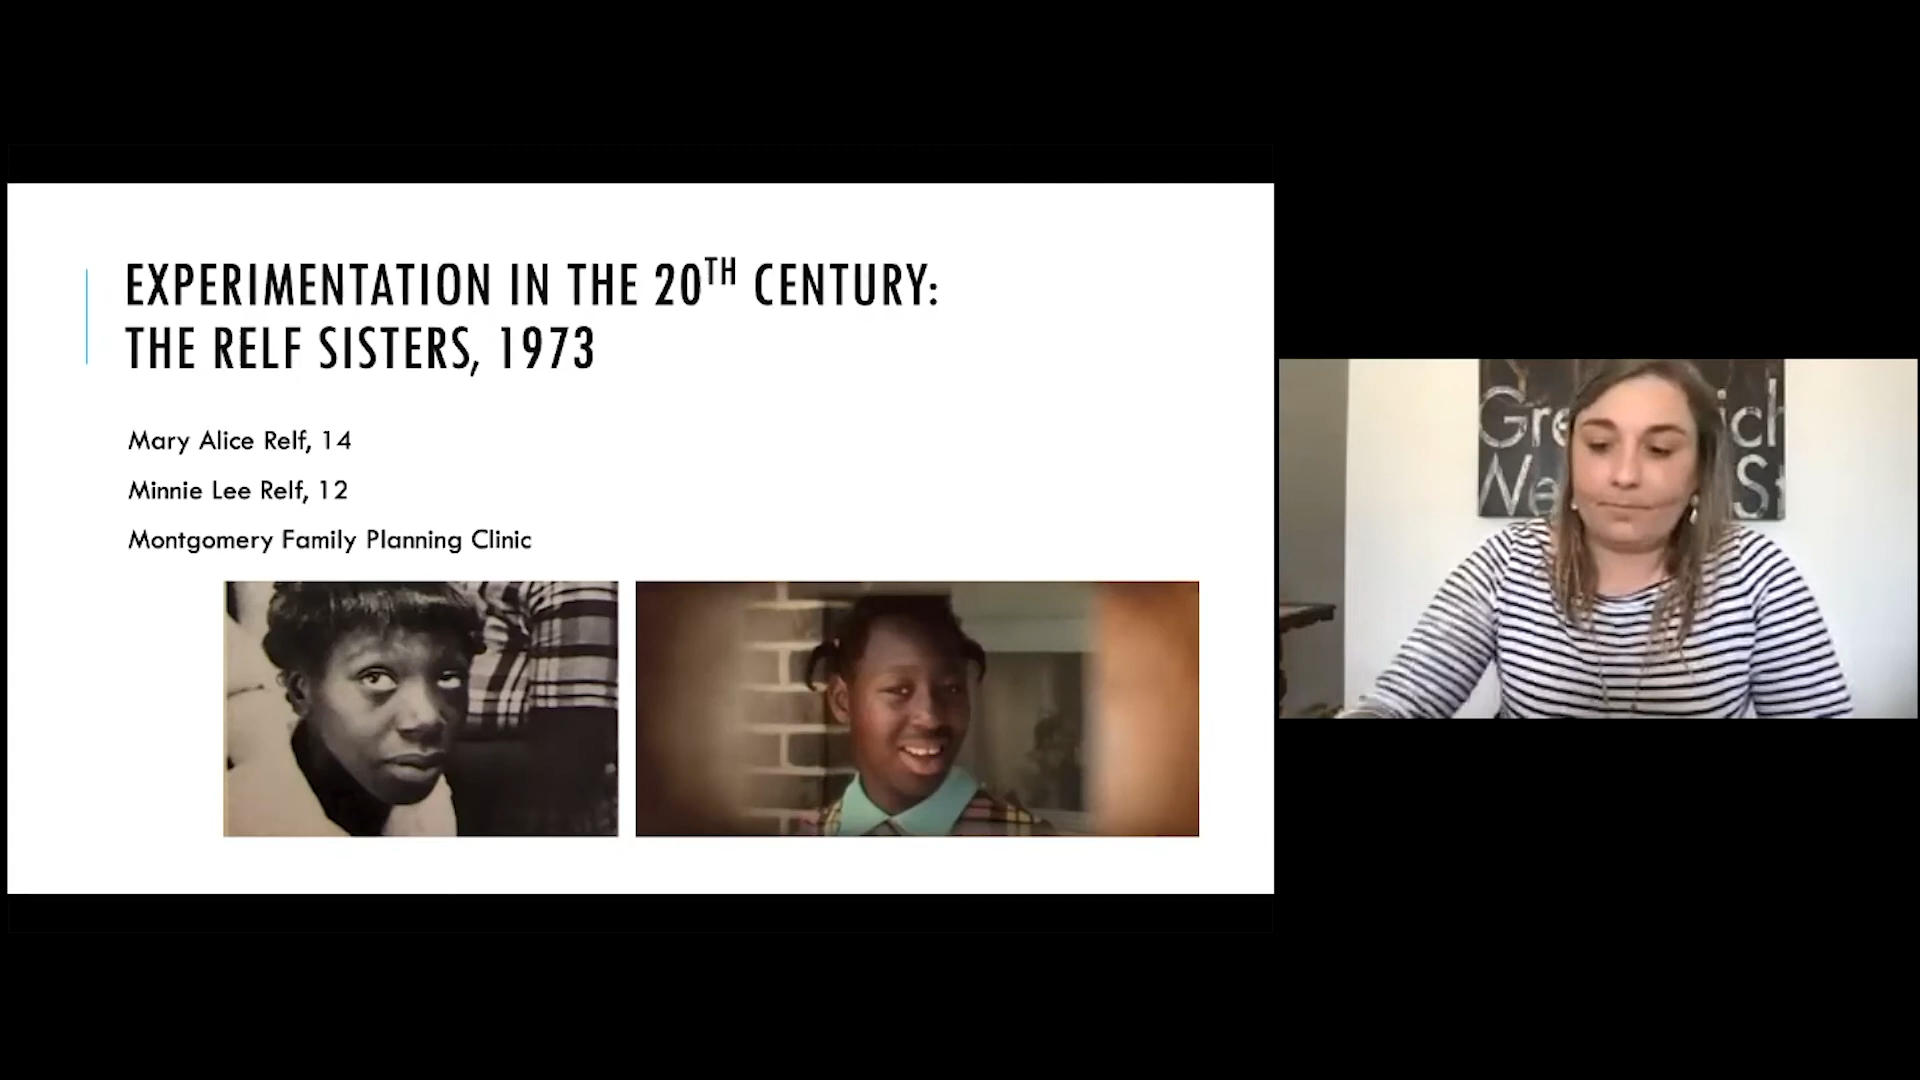 EXPERIMENTATION IN THE 20TH CENTURY:
THE RELF SISTERS, 1973
Mary Alice Relf, 14
Minnie Lee Relf, 12
Montgomery Family Planning Clinic